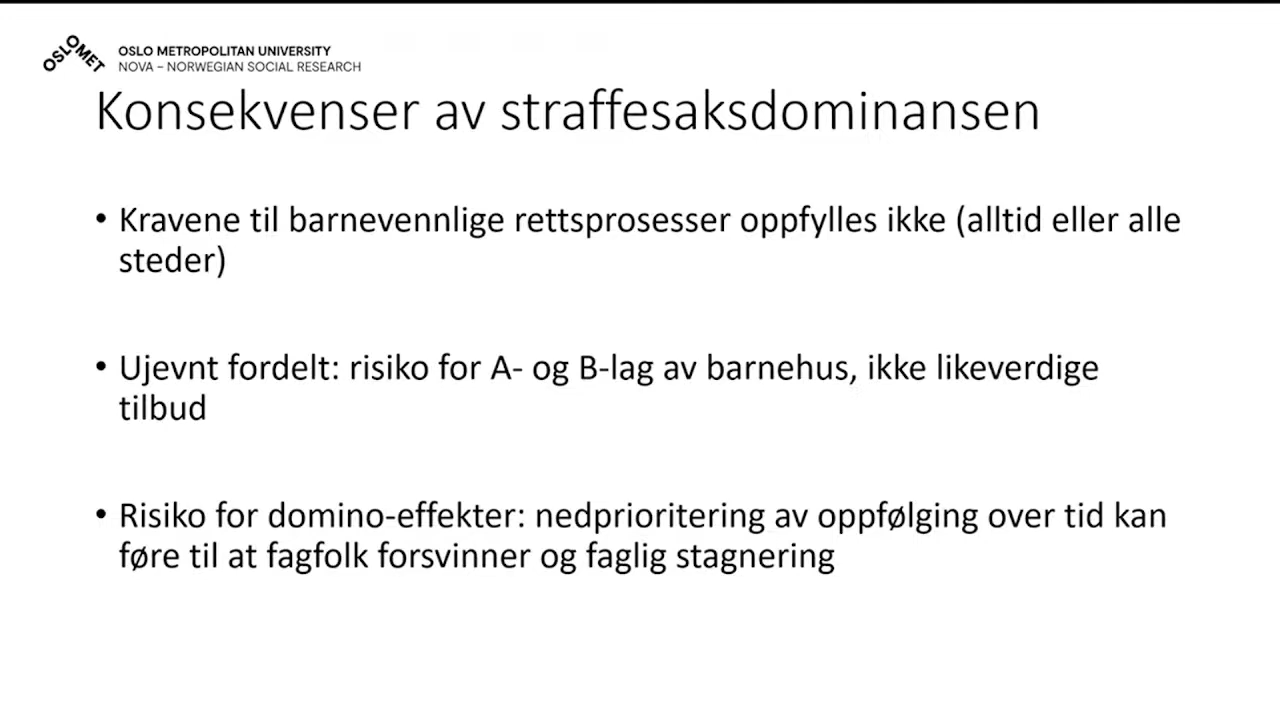 OSLOMET
OSLO METROPOLITAN UNIVERSITY
NOVA – NORWEGIAN SOCIAL RESEARCH
Konsekvenser av straffesaksdominansen
• Kravene til barnevennlige rettsprosesser oppfylles ikke (alltid eller alle
steder)
• Ujevnt fordelt: risiko for A- og B-lag av barnehus, ikke likeverdige
tilbud
• Risiko for domino-effekter: nedprioritering av oppfølging over tid kan
føre til at fagfolk forsvinner og faglig stagnering